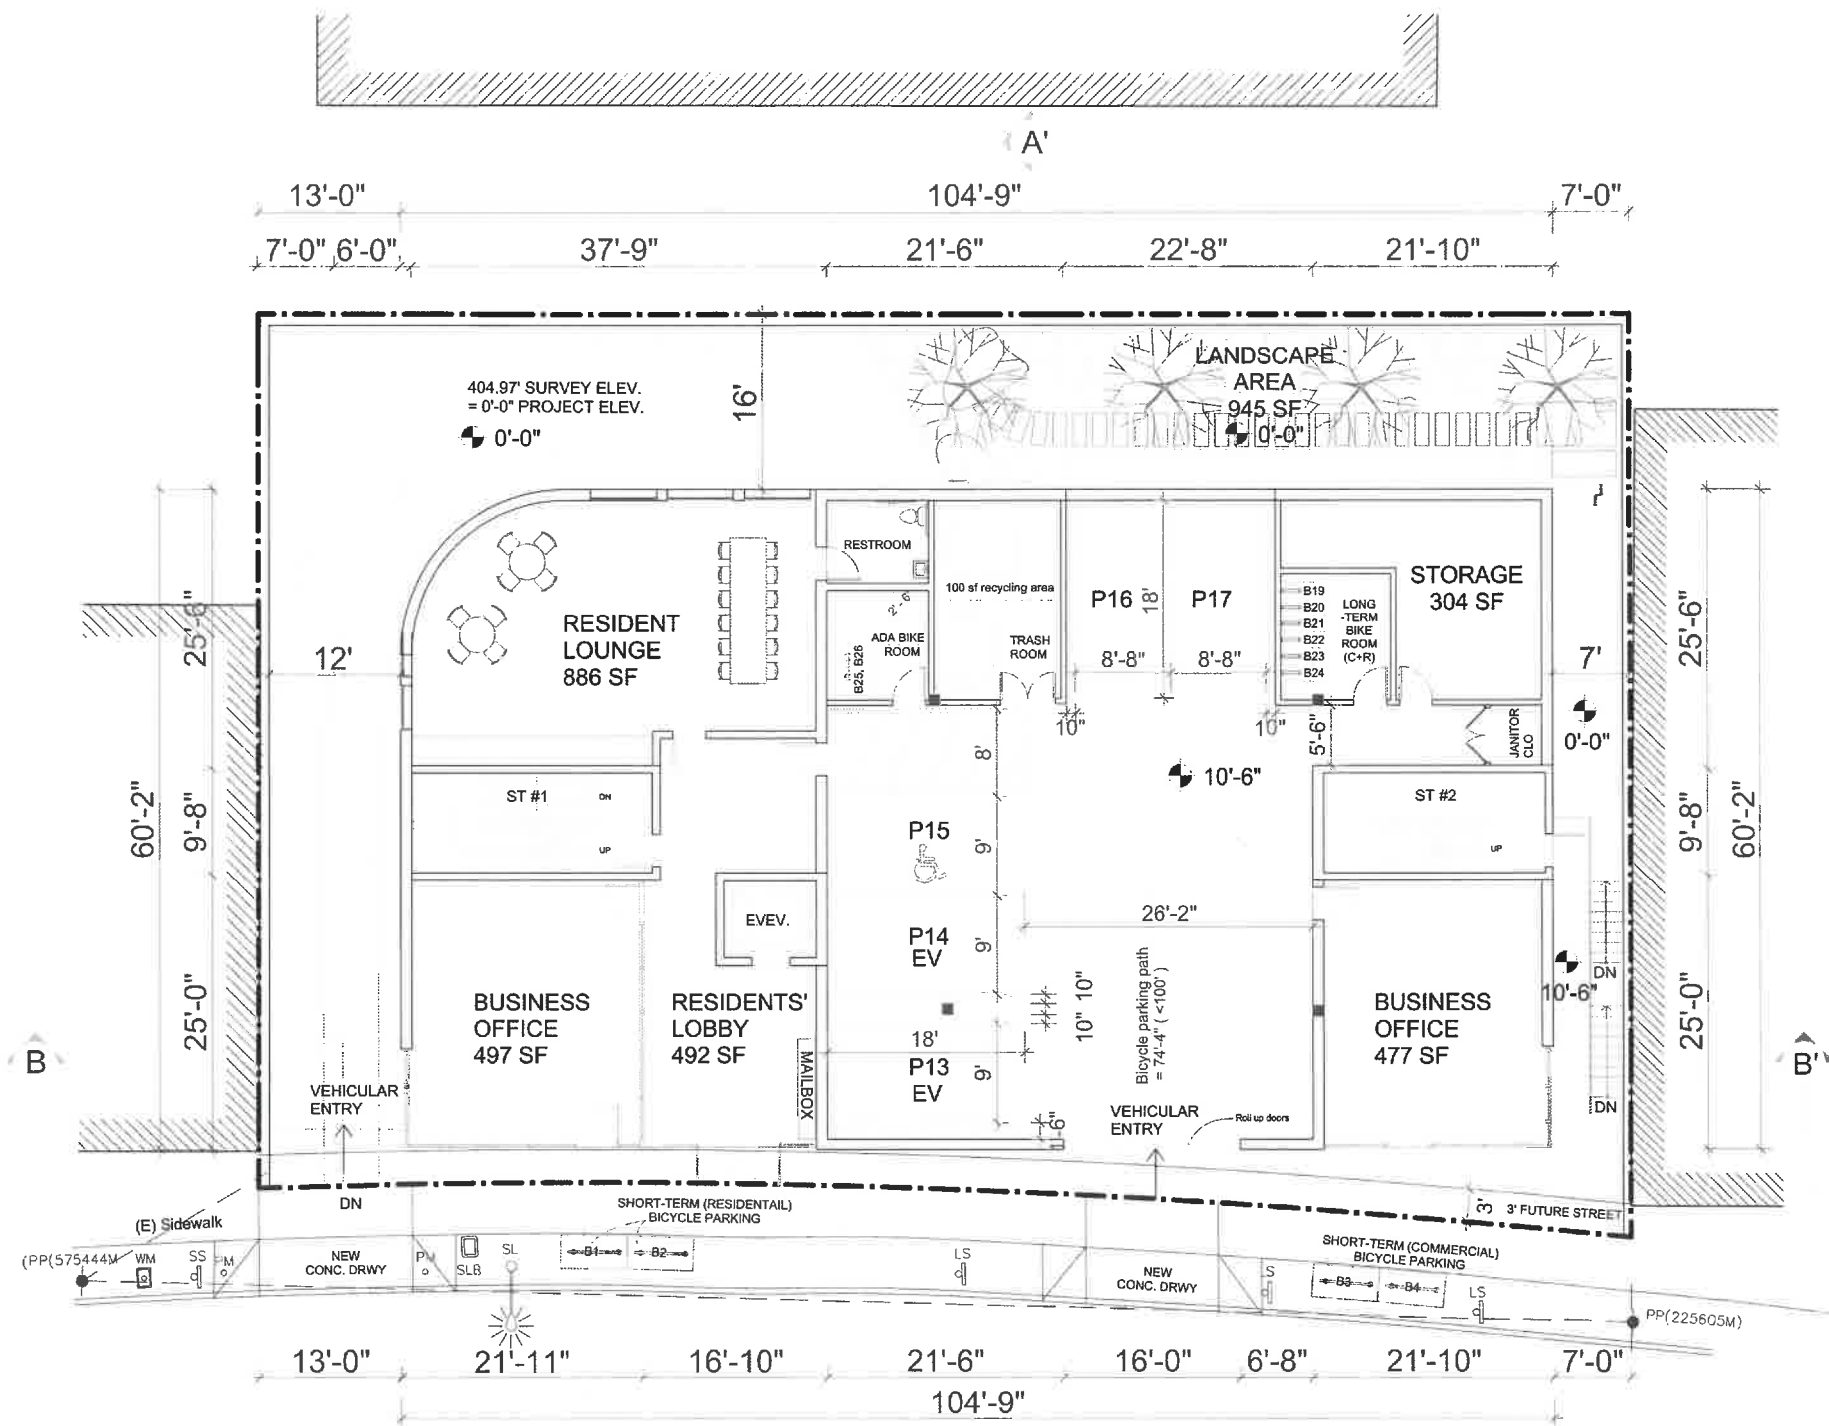 A'
13'-0"
104'-9"
7'-0"
7'-0"
6'-0"
37'-9"
21'-6"
22'-8"
21'-10"
404.97' SURVEY ELEV.
= 0'-0" PROJECT ELEV.
0'-0"
16'
LANDSCAPE
AREA
945 SF
0'-0"
RESTROOM
100 sf recycling area
P16
18'
P17
STORAGE
304 SF
B19
B20
B21
B22
B23
B24
LONG
-TERM
BIKE
ROOM
(C+R)
RESIDENT
LOUNGE
886 SF
2'-6"
ADA BIKE
ROOM
B25, B26
TRASH
ROOM
8'-8"
8'-8"
12'
7'
0'-0"
25'-6"
9'-8"
25'-0"
60'-2"
25'-6"
9'-8"
25'-0"
60'-2"
10"
10"
5'-6"
JANITOR
CLO
8'
10'-6"
ST #1
DN
UP
ST #2
UP
P15
9'
26'-2"
EVEV.
P14
EV
9'
10" 10"
Bicycle parking path
= 74'-4" ( <100' )
DN
10'-6"
BUSINESS
OFFICE
497 SF
RESIDENTS'
LOBBY
492 SF
MAILBOX
18'
P13
EV
9'
6"
BUSINESS
OFFICE
477 SF
DN
B
B'
VEHICULAR
ENTRY
VEHICULAR
ENTRY
Roll up doors
DN
3'
3' FUTURE STREET
(E) Sidewalk
SHORT-TERM (RESIDENTAIL)
BICYCLE PARKING
SHORT-TERM (COMMERCIAL)
BICYCLE PARKING
(PP(575444M
WM
SS
PM
NEW
CONC. DRWY
PM
SLB
SL
B1
B2
LS
NEW
CONC. DRWY
LS
B3
B4
LS
PP(225605M)
13'-0"
21'-11"
16'-10"
21'-6"
16'-0"
6'-8"
21'-10"
7'-0"
104'-9"